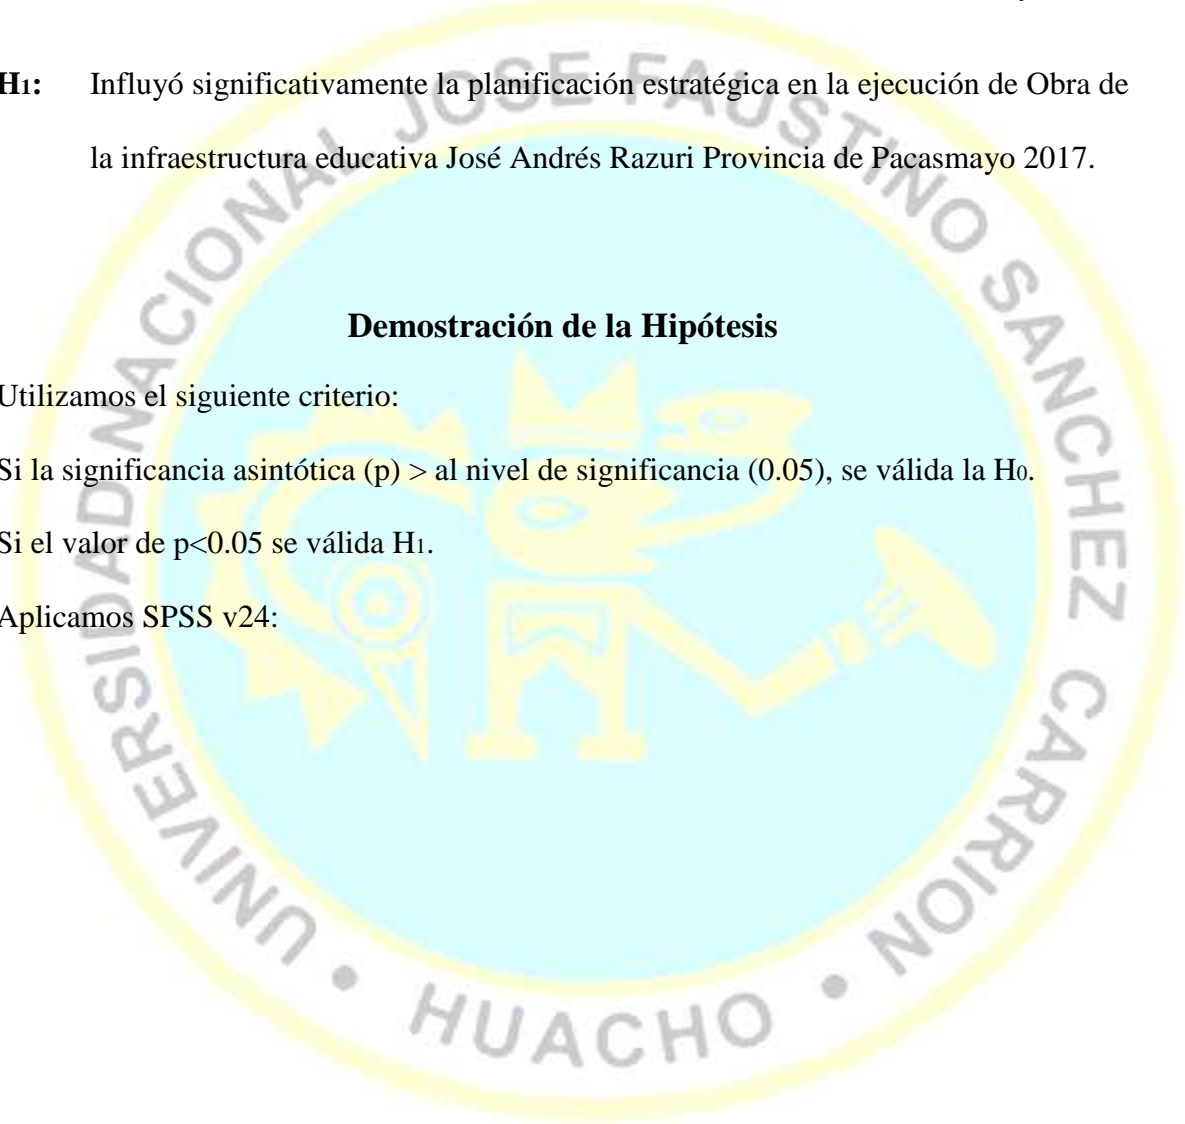 H1: Influyó significativamente la planificación estratégica en la ejecución de Obra de
la infraestructura educativa José Andrés Razuri Provincia de Pacasmayo 2017.
Demostración de la Hipótesis
Utilizamos el siguiente criterio:
Si la significancia asintótica (p) > al nivel de significancia (0.05), se válida la H0.
Si el valor de p<0.05 se válida H1.
Aplicamos SPSS v24:
UNIVERSIDAD NACIONAL JOSE FAUSTINO SANCHEZ CARRION • HUACHO •